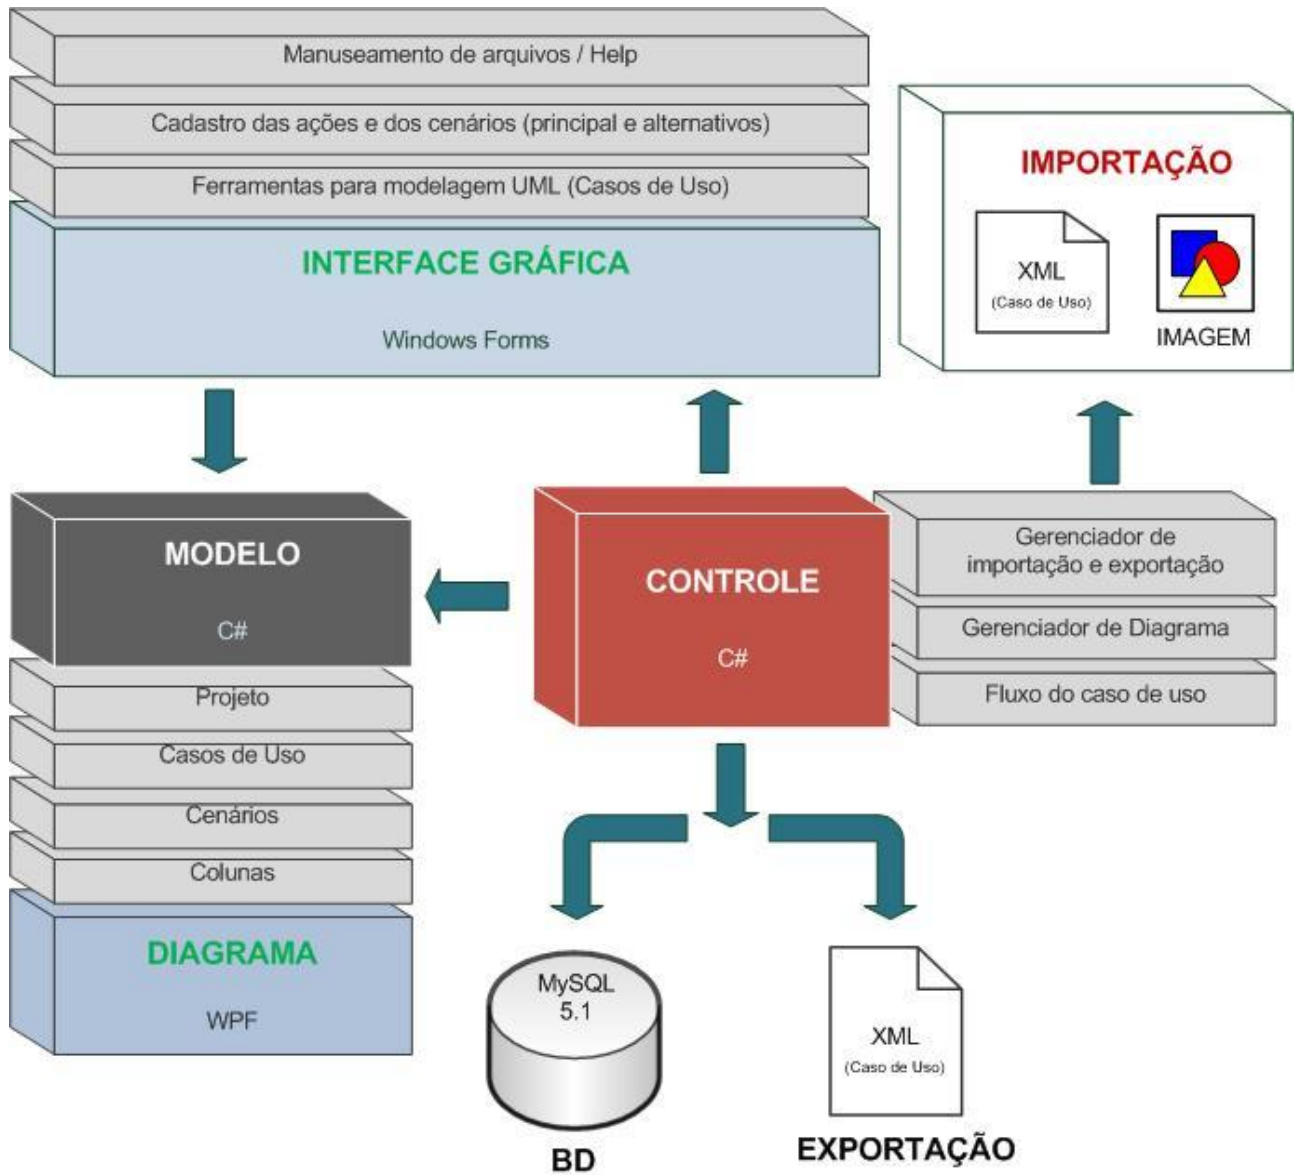 Manuseamento de arquivos / Help
Cadastro das ações e dos cenários (principal e alternativos)
Ferramentas para modelagem UML (Casos de Uso)
INTERFACE GRÁFICA
Windows Forms
IMPORTAÇÃO
XML
(Caso de Uso)
IMAGEM
MODELO
C#
Projeto
Casos de Uso
Cenários
Colunas
DIAGRAMA
WPF
CONTROLE
C#
Gerenciador de
importação e exportação
Gerenciador de Diagrama
Fluxo do caso de uso
MySQL
5.1
BD
XML
(Caso de Uso)
EXPORTAÇÃO